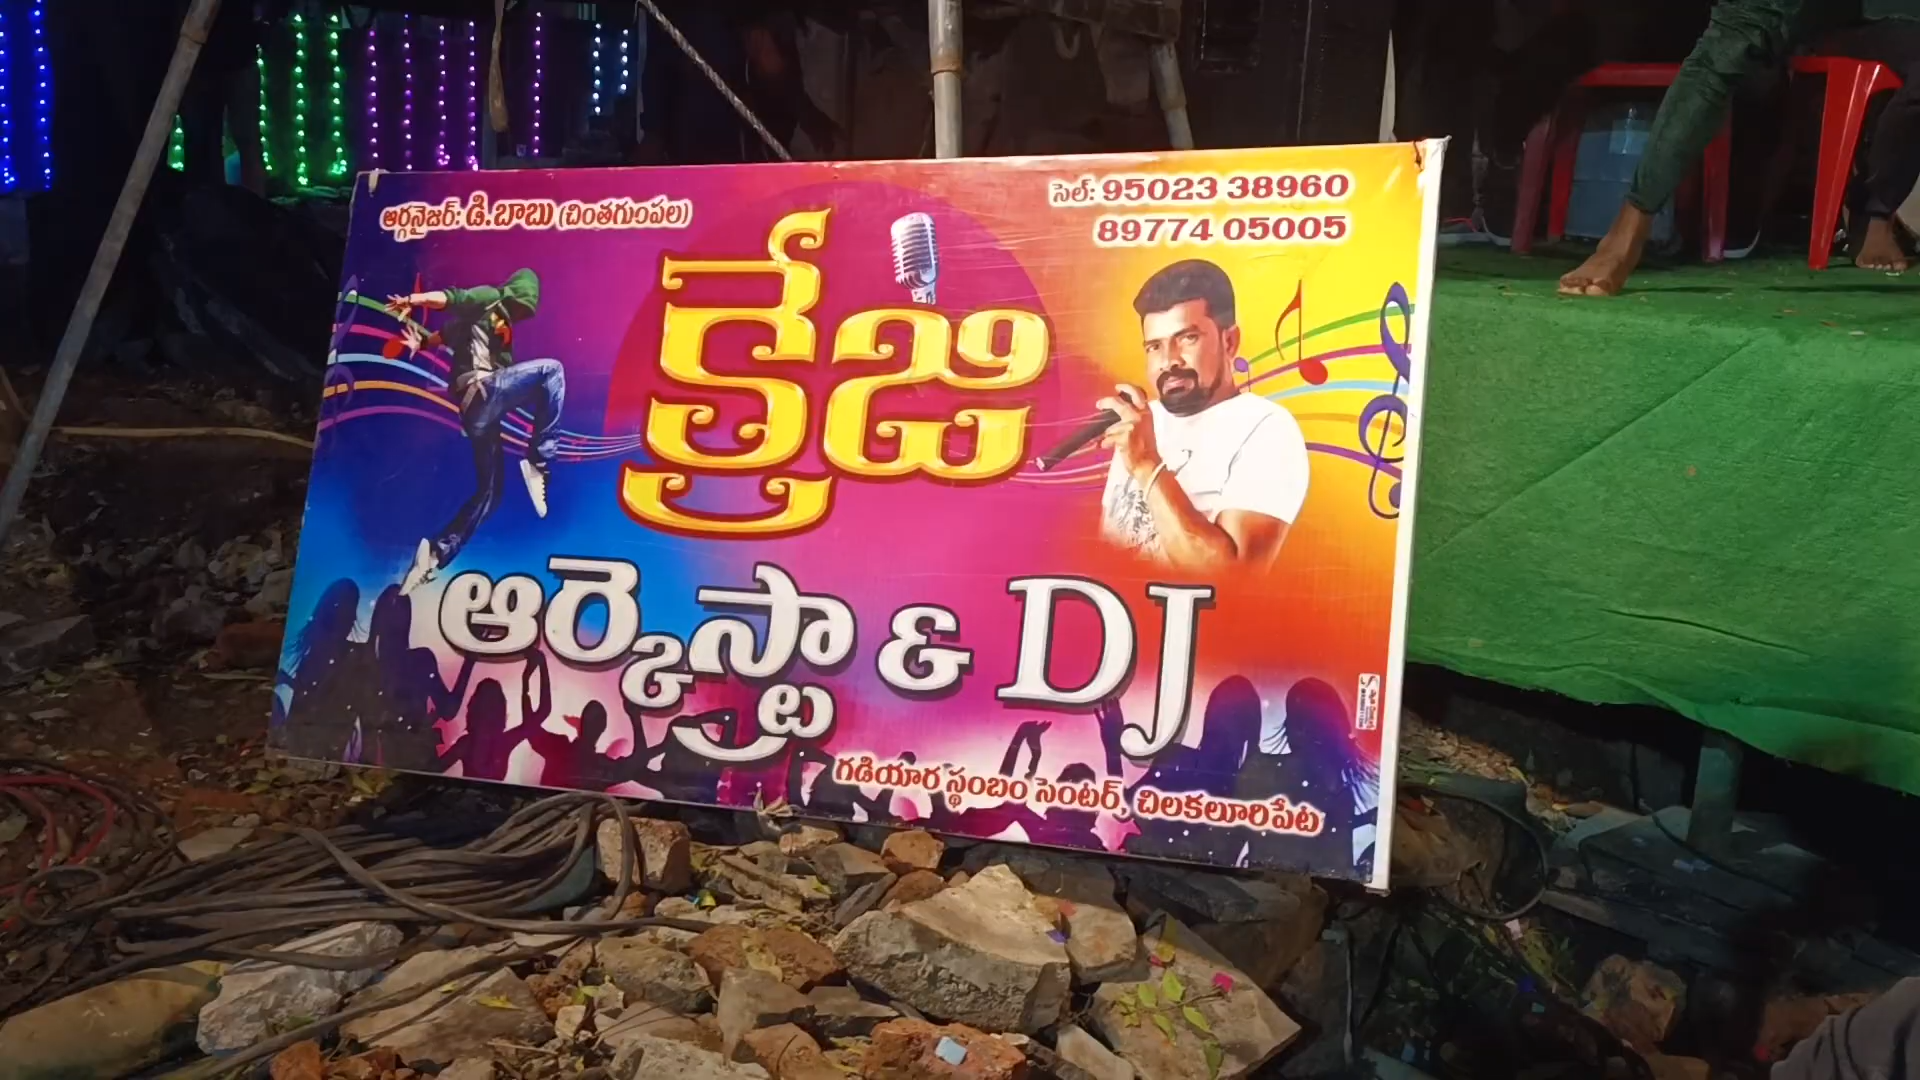 ఆర్గనైజర్: డి.బాబు (చింతగుంపల)
సెల్: 95023 38960
89774 05005
క్రేజి
ఆర్కెస్ట్రా & DJ
గడియార స్థంబం సెంటర్, చిలకలూరిపేట